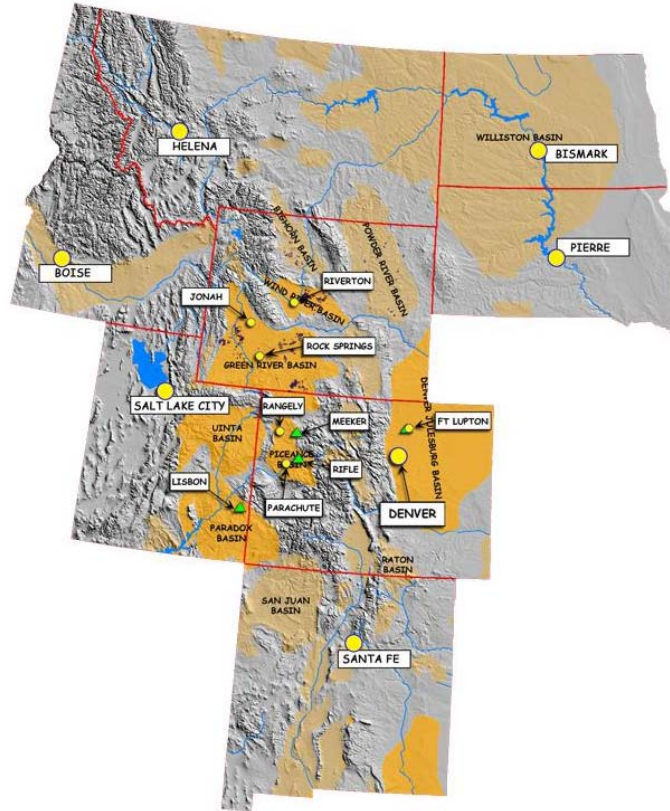 HELENA
WILLISTON BASIN
BISMARK
BIGHORN BASIN
POWDER RIVER BASIN
PIERRE
BOISE
WIND RIVER BASIN
RIVERTON
JONAH
ROCK SPRINGS
GREEN RIVER BASIN
SALT LAKE CITY
RANGELY
MEEKER
DENVER JULESBURG BASIN
FT LUPTON
UINTA
BASIN
PICEANCE
BASIN
RIFLE
LISBON
PARACHUTE
DENVER
PARADOX
BASIN
RATON
BASIN
SAN JUAN
BASIN
SANTA FE